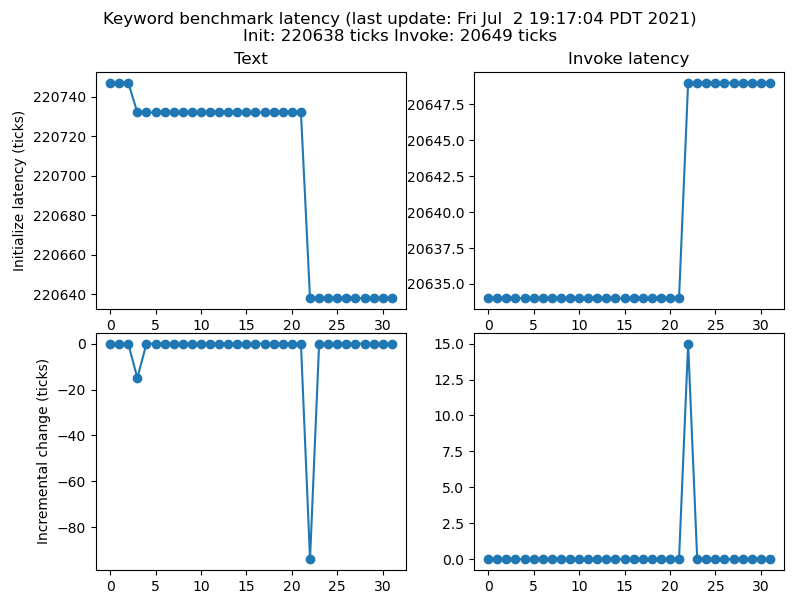 Keyword benchmark latency (last update: Fri Jul  2 19:17:04 PDT 2021)
Init: 220638 ticks Invoke: 20649 ticks
Text
Invoke latency
Initialize latency (ticks)
220740
220720
220700
220680
220660
220640
0 5 10 15 20 25 30
20647.5
20645.0
20642.5
20640.0
20637.5
20635.0
0 5 10 15 20 25 30
Incremental change (ticks)
0
−20
−40
−60
−80
0 5 10 15 20 25 30
15.0
12.5
10.0
7.5
5.0
2.5
0.0
0 5 10 15 20 25 30